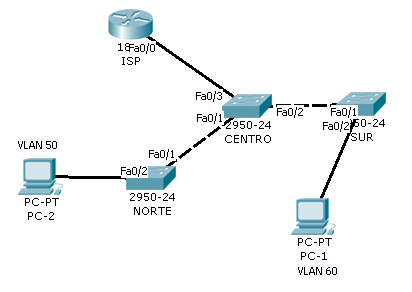 18
Fa0/0
ISP
Fa0/3
Fa0/1
Fa0/2
2950-24
CENTRO
Fa0/1
Fa0/2
50-24
SUR
VLAN 50
Fa0/1
Fa0/2
2950-24
NORTE
PC-PT
PC-2
PC-PT
PC-1
VLAN 60